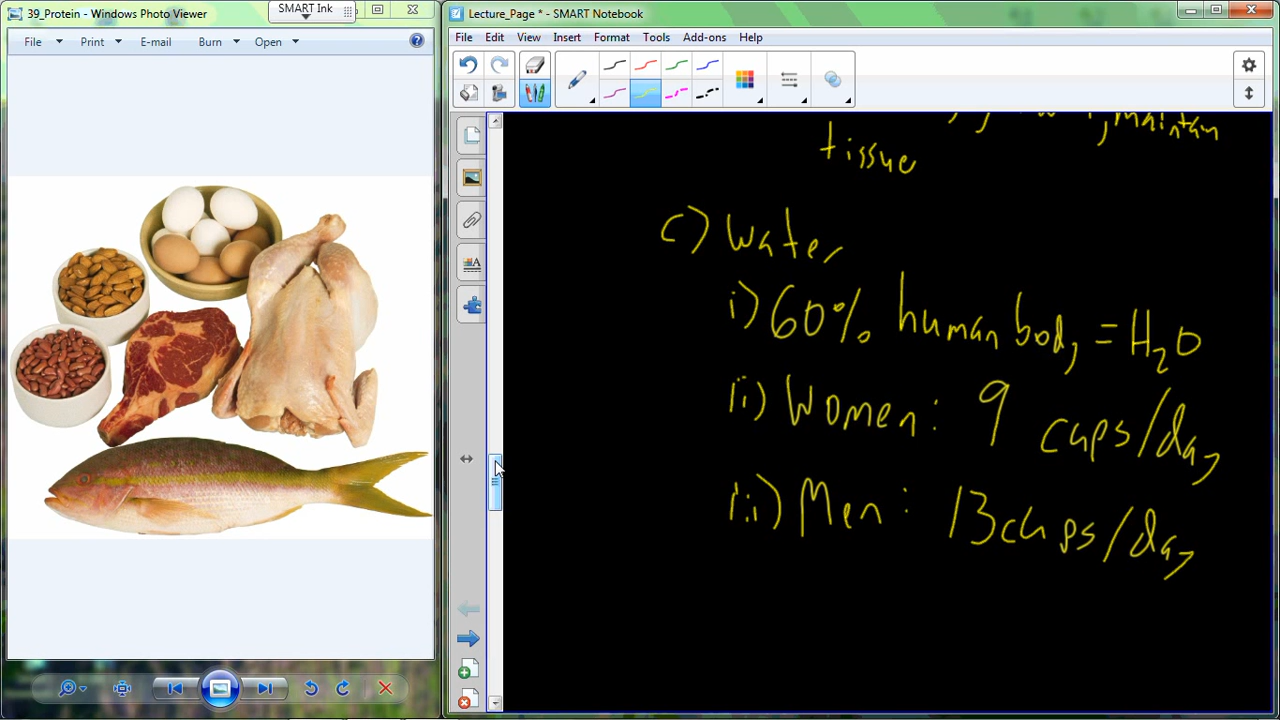 39_Protein - Windows Photo Viewer
SMART Ink
File Print E-mail Burn Open
Lecture_Page * - SMART Notebook
File Edit View Insert Format Tools Add-ons Help
, maintain
tissue
c) Water
i) 60% human body = H2O
ii) Women: 9 cups/day
iii) Men: 13 cups/day